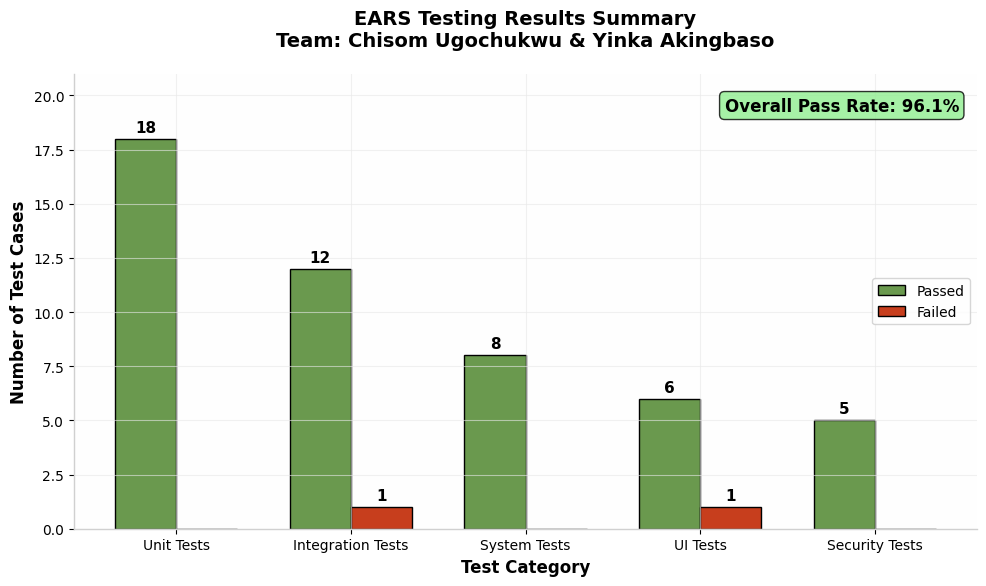 EARS Testing Results Summary
Team: Chisom Ugochukwu & Yinka Akingbaso
Overall Pass Rate: 96.1%
Number of Test Cases
20.0
17.5
15.0
12.5
10.0
7.5
5.0
2.5
0.0
18
12
1
8
6
1
5
Passed
Failed
Unit Tests
Integration Tests
System Tests
UI Tests
Security Tests
Test Category